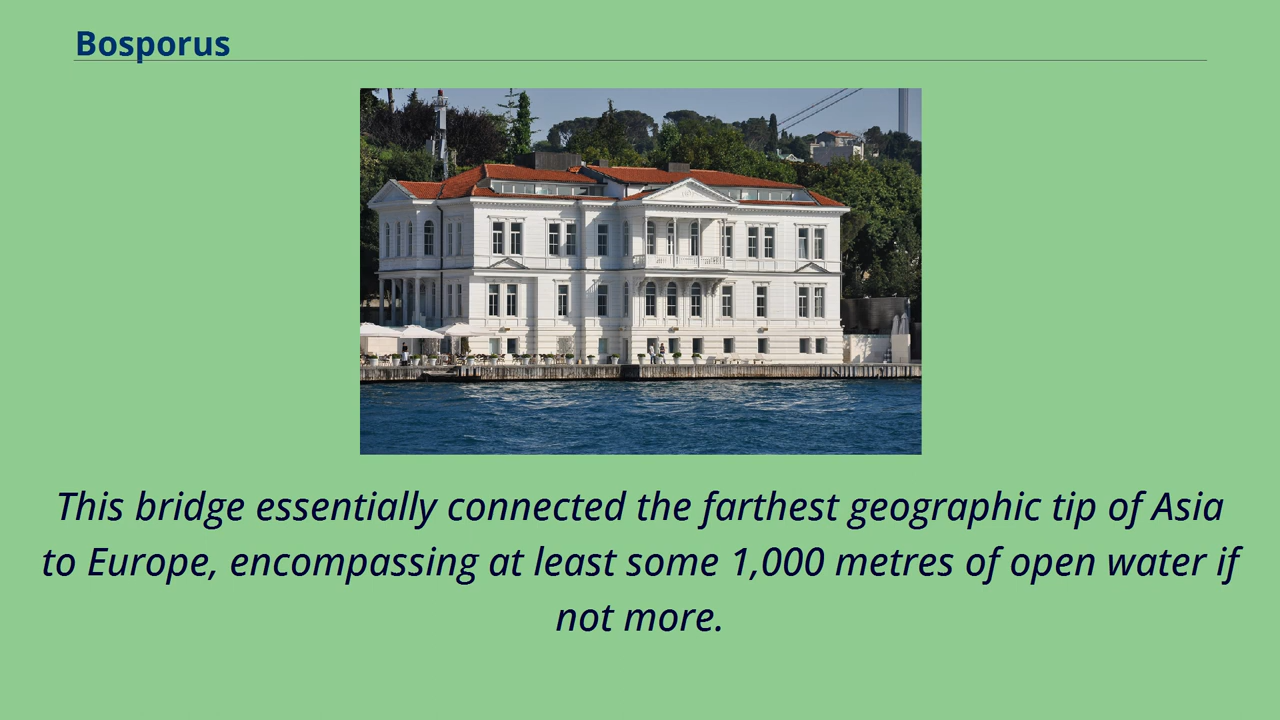 Bosporus
This bridge essentially connected the farthest geographic tip of Asia
to Europe, encompassing at least some 1,000 metres of open water if
not more.